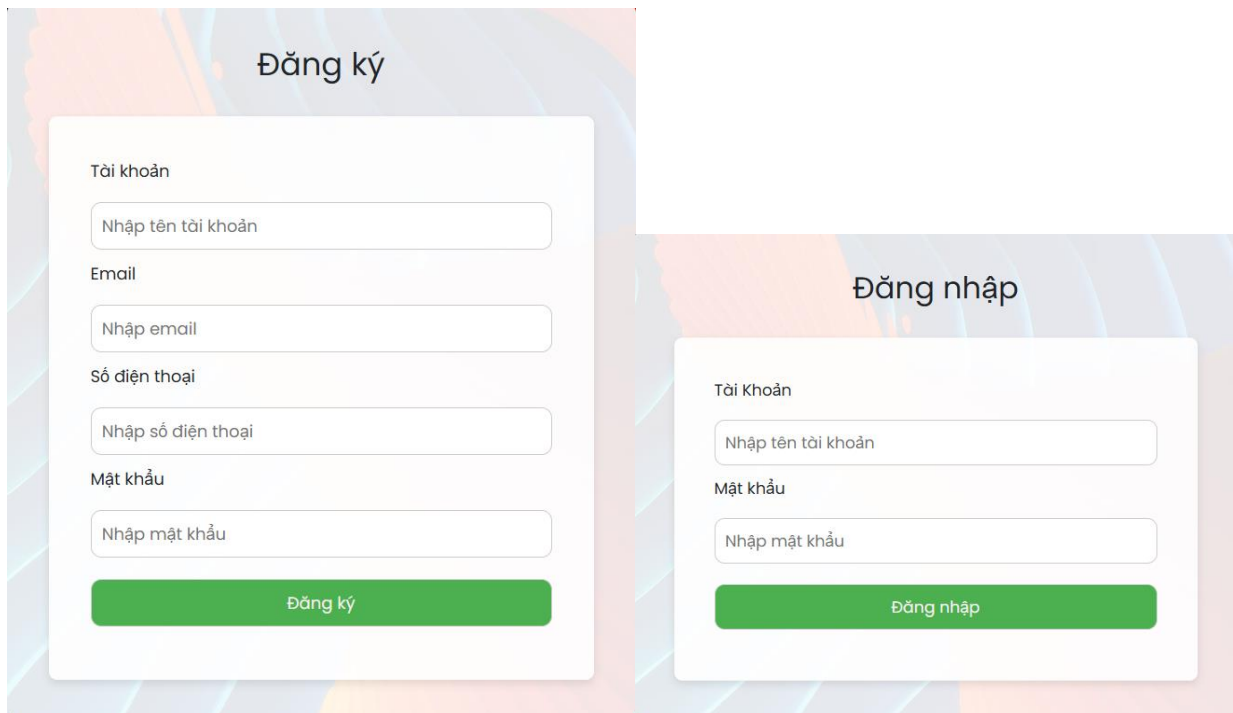 Đăng ký
Tài khoản
Nhập tên tài khoản
Email
Nhập email
Số điện thoại
Nhập số điện thoại
Mật khẩu
Nhập mật khẩu
Đăng ký
Đăng nhập
Tài Khoản
Nhập tên tài khoản
Mật khẩu
Nhập mật khẩu
Đăng nhập